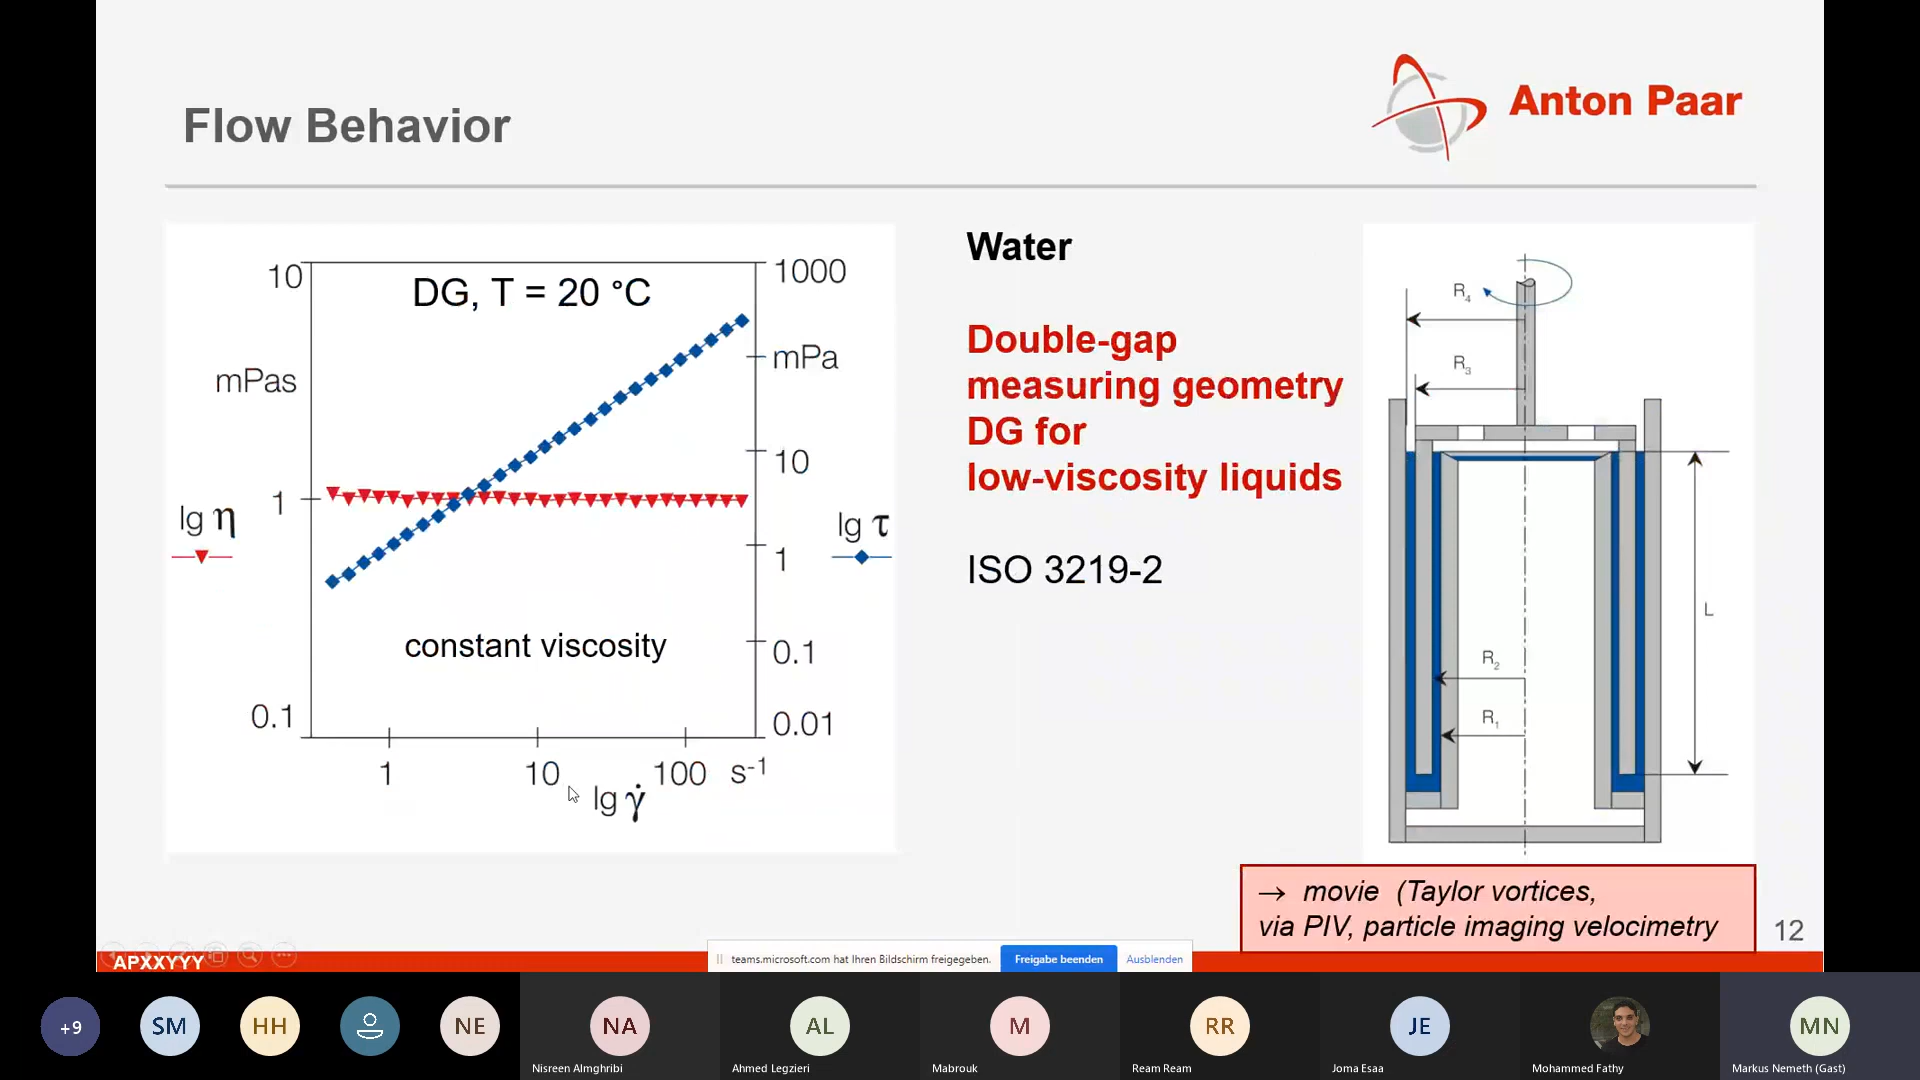 Flow Behavior
Anton Paar
DG, T = 20 °C
10
mPas
1
lg η
0.1
1000
mPa
10
1
lg τ
0.1
0.01
constant viscosity
1
10
100
s-1
lg γ̇
Water
Double-gap
measuring geometry
DG for
low-viscosity liquids
ISO 3219-2
R4
R3
L
R2
R1
→ movie (Taylor vortices,
via PIV, particle imaging velocimetry
12
APXXYYY
teams.microsoft.com hat Ihren Bildschirm freigegeben.
Freigabe beenden
Ausblenden
+9
SM
HH
NE
NA
AL
M
RR
JE
MN
Nisreen Almghribi
Ahmed Legzieri
Mabrouk
Ream Ream
Joma Esaa
Mohammed Fathy
Markus Nemeth (Gast)